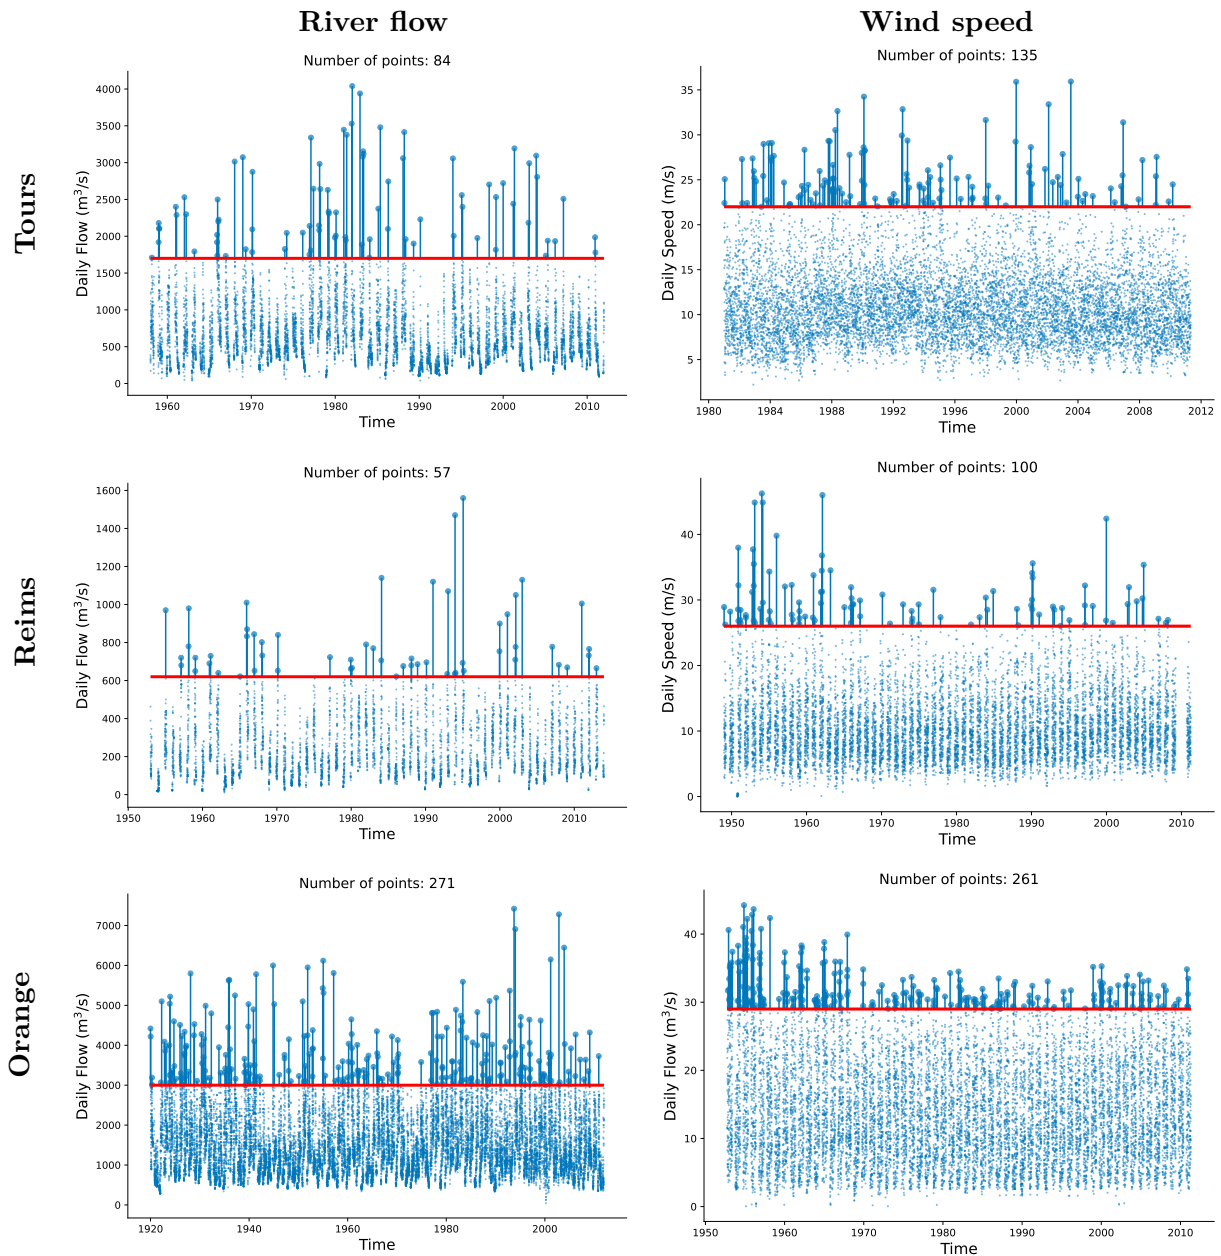 River flow
Wind speed
Tours
Number of points: 84
Daily Flow (m³/s)
4000
3500
3000
2500
2000
1500
1000
500
0
1960 1970 1980 1990 2000 2010
Time
Number of points: 135
Daily Speed (m/s)
35
30
25
20
15
10
5
1980 1984 1988 1992 1996 2000 2004 2008 2012
Time
Reims
Number of points: 57
Daily Flow (m³/s)
1600
1400
1200
1000
800
600
400
200
0
1950 1960 1970 1980 1990 2000 2010
Time
Number of points: 100
Daily Speed (m/s)
40
30
20
10
0
1950 1960 1970 1980 1990 2000 2010
Time
Orange
Number of points: 271
Daily Flow (m³/s)
7000
6000
5000
4000
3000
2000
1000
0
1920 1940 1960 1980 2000
Time
Number of points: 261
Daily Flow (m³/s)
40
30
20
10
0
1950 1960 1970 1980 1990 2000 2010
Time